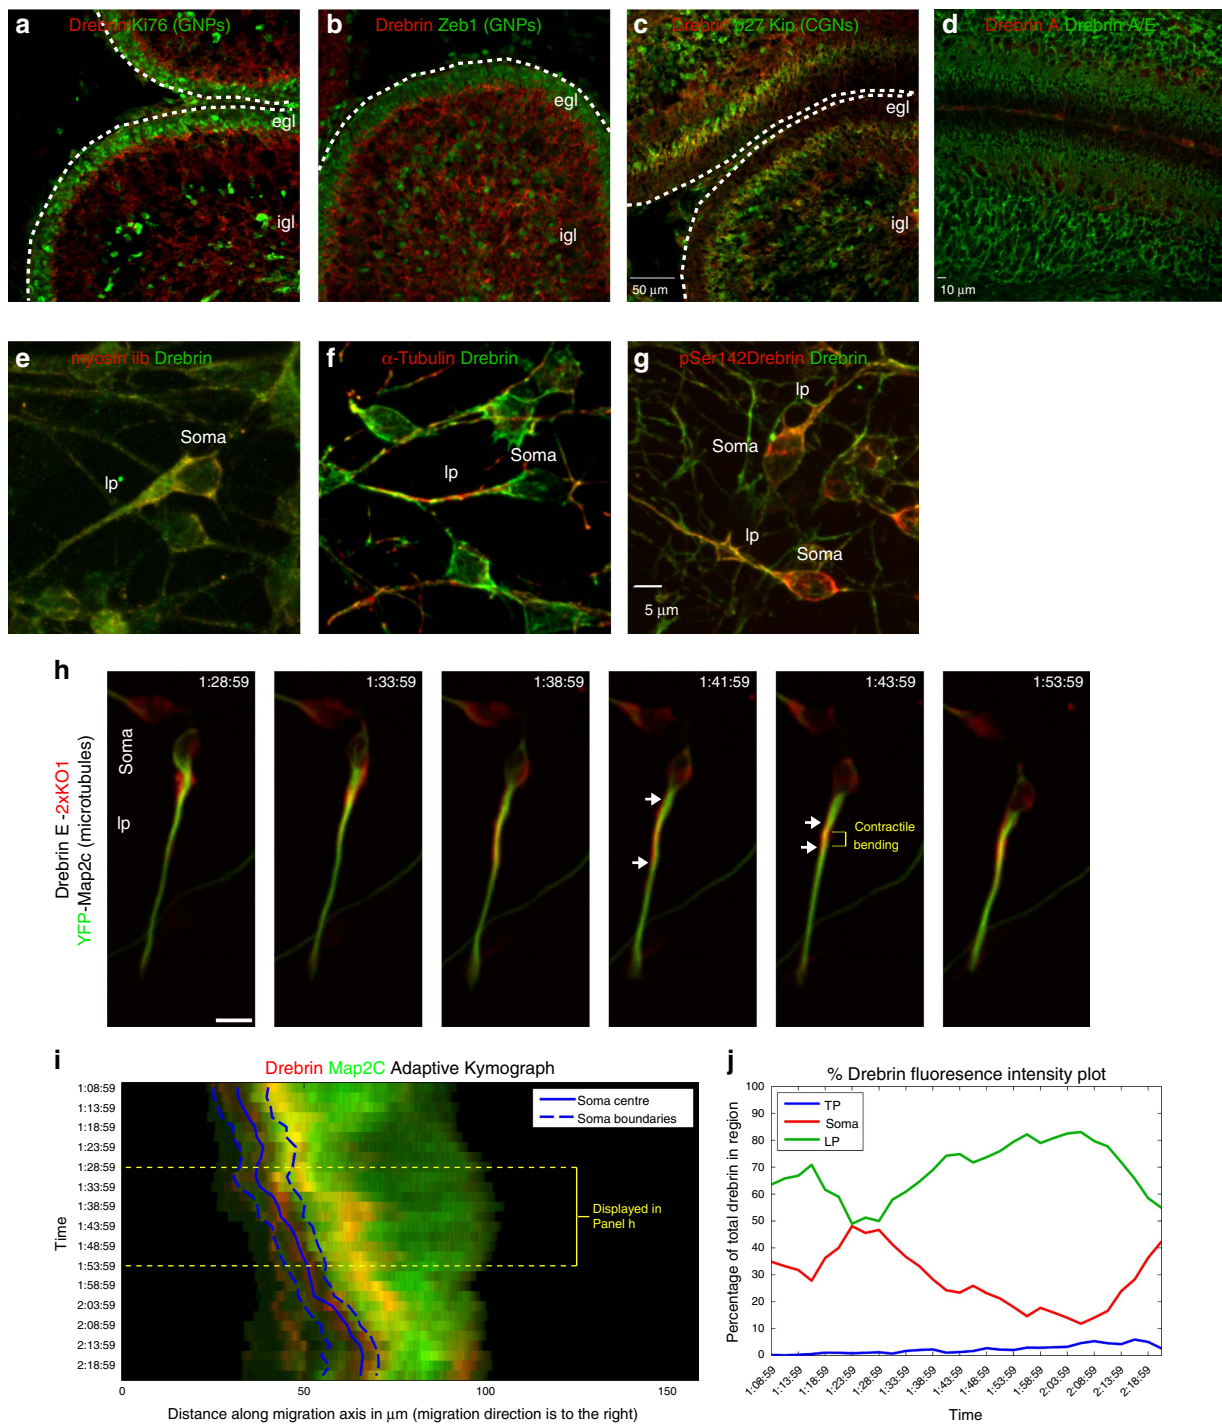 a
Drebrin Ki76 (GNPs)
egl
igl
b
Drebrin Zeb1 (GNPs)
egl
igl
c
Drebrin p27 Kip (CGNs)
egl
igl
50 µm
d
Drebrin A Drebrin A/E
10 µm
e
myosin iib Drebrin
Soma
lp
f
α-Tubulin Drebrin
Soma
lp
g
pSer142Drebrin Drebrin
lp
Soma
lp
Soma
5 µm
h
Drebrin E -2xKO1
YFP-Map2c (microtubules)
Soma
lp
1:28:59
1:33:59
1:38:59
1:41:59
1:43:59
1:53:59
Contractile
bending
i
Drebrin Map2C Adaptive Kymograph
Soma centre
Soma boundaries
Time
1:08:59
1:13:59
1:18:59
1:23:59
1:28:59
1:33:59
1:38:59
1:43:59
1:48:59
1:53:59
1:58:59
2:03:59
2:08:59
2:13:59
2:18:59
Displayed in
Panel h
0 50 100 150
Distance along migration axis in µm (migration direction is to the right)
j
% Drebrin fluoresence intensity plot
TP
Soma
LP
Percentage of total drebrin in region
100
90
80
70
60
50
40
30
20
10
0
1:08:59 1:13:59 1:18:59 1:23:59 1:28:59 1:33:59 1:38:59 1:43:59 1:48:59 1:53:59 1:58:59 2:03:59 2:08:59 2:13:59 2:18:59
Time